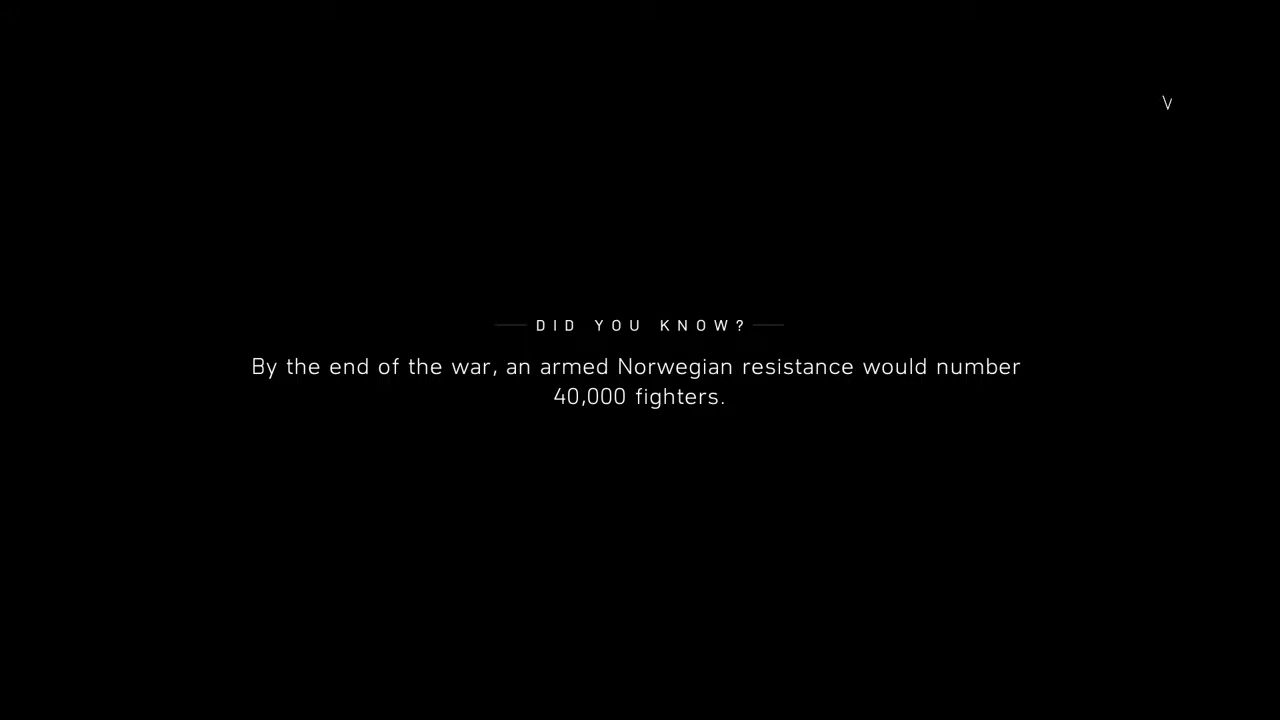 V
DID YOU KNOW?
By the end of the war, an armed Norwegian resistance would number
40,000 fighters.